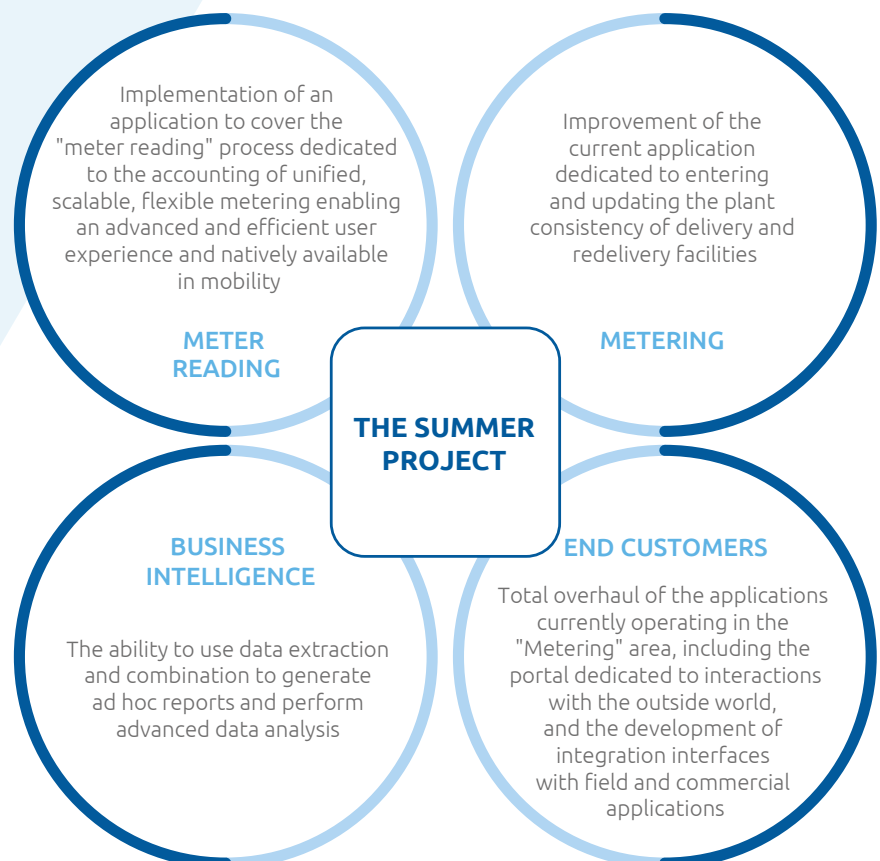 Implementation of an
application to cover the
"meter reading" process dedicated
to the accounting of unified,
scalable, flexible metering enabling
an advanced and efficient user
experience and natively available
in mobility
METER
READING
Improvement of the
current application
dedicated to entering
and updating the plant
consistency of delivery and
redelivery facilities
METERING
THE SUMMER
PROJECT
BUSINESS
INTELLIGENCE
The ability to use data extraction
and combination to generate
ad hoc reports and perform
advanced data analysis
END CUSTOMERS
Total overhaul of the applications
currently operating in the
"Metering" area, including the
portal dedicated to interactions
with the outside world,
and the development of
integration interfaces
with field and commercial
applications